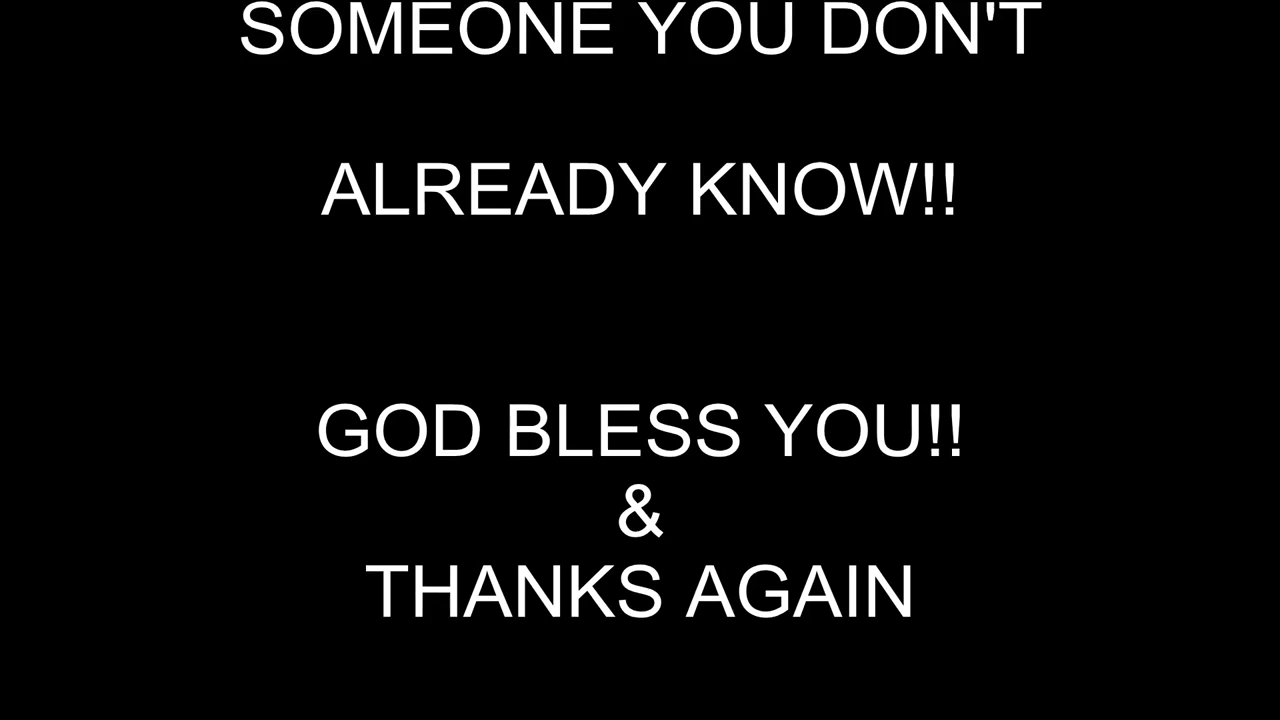 SOMEONE YOU DON'T
ALREADY KNOW!!
GOD BLESS YOU!!
&
THANKS AGAIN